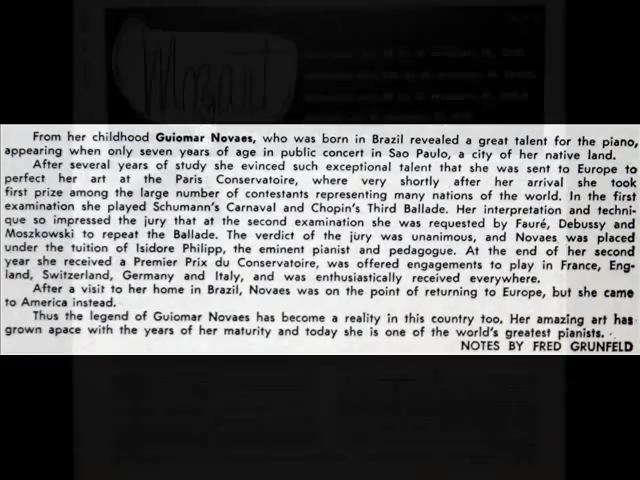 Mozart
From her childhood Guiomar Novaes, who was born in Brazil revealed a great talent for the piano,
appearing when only seven years of age in public concert in Sao Paulo, a city of her native land.
After several years of study she evinced such exceptional talent that she was sent to Europe to
perfect her art at the Paris Conservatoire, where very shortly after her arrival she took
first prize among the large number of contestants representing many nations of the world. In the first
examination she played Schumann's Carnaval and Chopin's Third Ballade. Her interpretation and techni-
que so impressed the jury that at the second examination she was requested by Fauré, Debussy and
Moszkowski to repeat the Ballade. The verdict of the jury was unanimous, and Novaes was placed
under the tuition of Isidore Philipp, the eminent pianist and pedagogue. At the end of her second
year she received a Premier Prix du Conservatoire, was offered engagements to play in France, Eng-
land, Switzerland, Germany and Italy, and was enthusiastically received everywhere.
After a visit to her home in Brazil, Novaes was on the point of returning to Europe, but she came
to America instead.
Thus the legend of Guiomar Novaes has become a reality in this country too. Her amazing art has
grown apace with the years of her maturity and today she is one of the world's greatest pianists.
NOTES BY FRED GRUNFELD